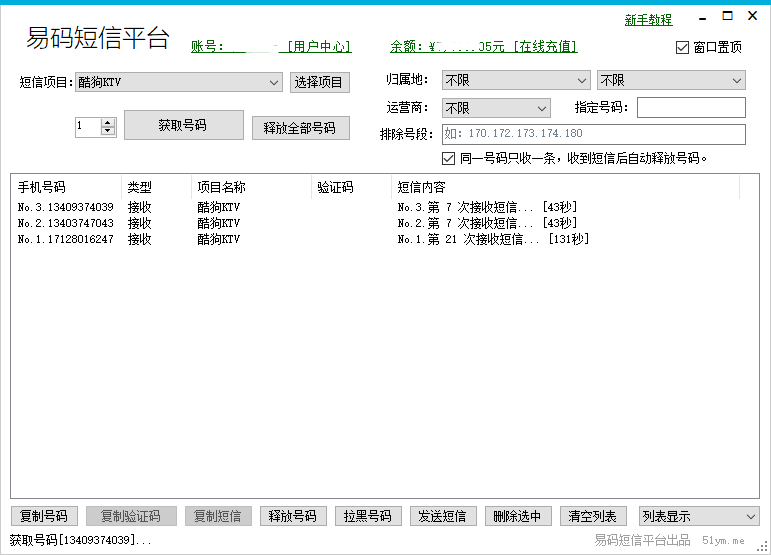 新手教程
易码短信平台 账号: [用户中心] 余额:¥ 05元 [在线充值] 窗口置顶
短信项目: 酷狗KTV 选择项目 归属地: 不限 不限
运营商: 不限 指定号码:
1 获取号码 释放全部号码 排除号段: 如: 170.172.173.174.180
同一号码只收一条,收到短信后自动释放号码。
手机号码 类型 项目名称 验证码 短信内容
No.3.13409374039 接收 酷狗KTV No.3.第 7 次接收短信... [43秒]
No.2.13403747043 接收 酷狗KTV No.2.第 7 次接收短信... [43秒]
No.1.17128016247 接收 酷狗KTV No.1.第 21 次接收短信... [131秒]
复制号码 复制验证码 复制短信 释放号码 拉黑号码 发送短信 删除选中 清空列表 列表显示
获取号码[13409374039]... 易码短信平台出品 51ym.me